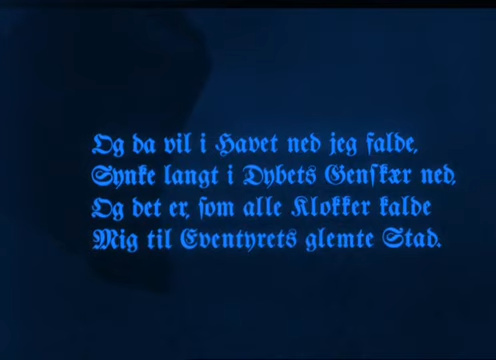 Og da vil i Havet ned jeg falde,
Synke langt i Dybets Genskær ned,
Og det er, som alle Klokker kalde
Mig til Eventyrets glemte Stad.